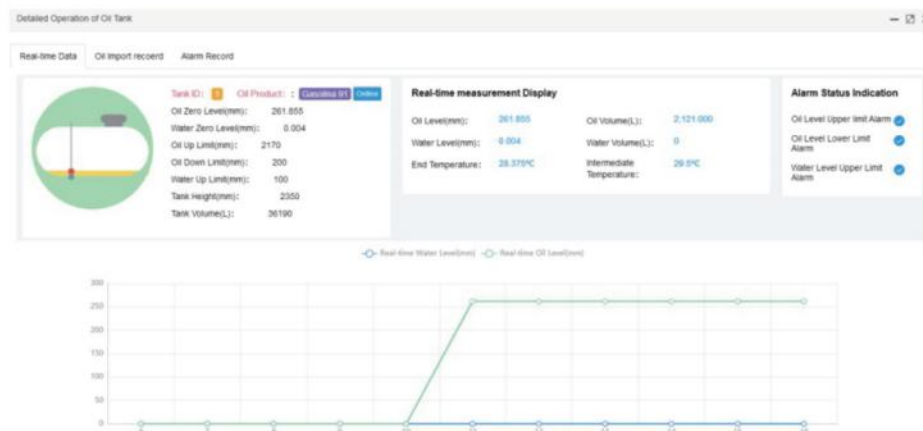 Detailed Operation of Oil Tank
Real-time Data Oil Import recoerd Alarm Record
Tank ID: Oil Product: : Gasolina 91 Online
Oil Zero Level(mm): 261.855
Water Zero Level(mm): 0.004
Oil Up Limit(mm): 2170
Oil Down Limit(mm): 200
Water Up Limit(mm): 100
Tank Height(mm): 2350
Tank Volume(L): 36190
Real-time measurement Display
Oil Level(mm): 261.855 Oil Volume(L): 2,121.000
Water Level(mm): 0.004 Water Volume(L): 0
End Temperature: 28.375ºC Intermediate
Temperature: 29.5ºC
Alarm Status Indication
Oil Level Upper limit Alarm
Oil Level Lower Limit
Alarm
Water Level Upper Limit
Alarm
Real-time Water Level(mm) Real-time Oil Level(mm)
300
250
200
150
100
50
0